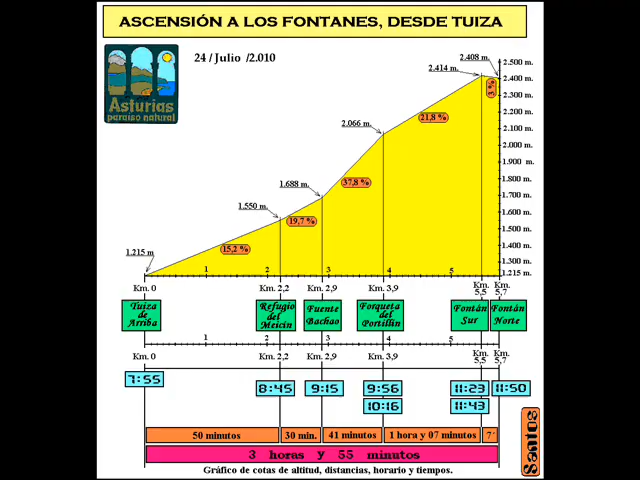 ASCENSIÓN A LOS FONTANES, DESDE TUIZA
24 / Julio /2.010
Asturias
paraíso natural
2.408 m.
2.414 m.
2.066 m.
1.688 m.
1.550 m.
1.215 m
2.500 m.
2.400 m.
2.300 m.
2.200 m.
2.100 m.
2.000 m.
1.900 m.
1.800 m.
1.700 m.
1.600 m.
1.500 m.
1.400 m.
1.300 m.
1.215 m.
15,2 %
19,7 %
37,8 %
21,8 %
3 %
1 2 3 4 5
Km. 0 Km. 2,2 Km. 2,9 Km. 3,9 Km. 5,5 Km. 5,7
Tuiza de Arriba
Refugio del Meicin
Fuente Bachao
Forqueta del Portillín
Fontán Sur
Fontán Norte
1 2 3 4 5
Km. 0 Km. 2,2 Km. 2,9 Km. 3,9 Km. 5,5 Km. 5,7
7:55 8:45 9:15 9:56 11:23 11:50
10:16 11:43
50 minutos 30 min. 41 minutos 1 hora y 07 minutos 7'
3 horas y 55 minutos
Gráfico de cotas de altitud, distancias, horario y tiempos.
Santos